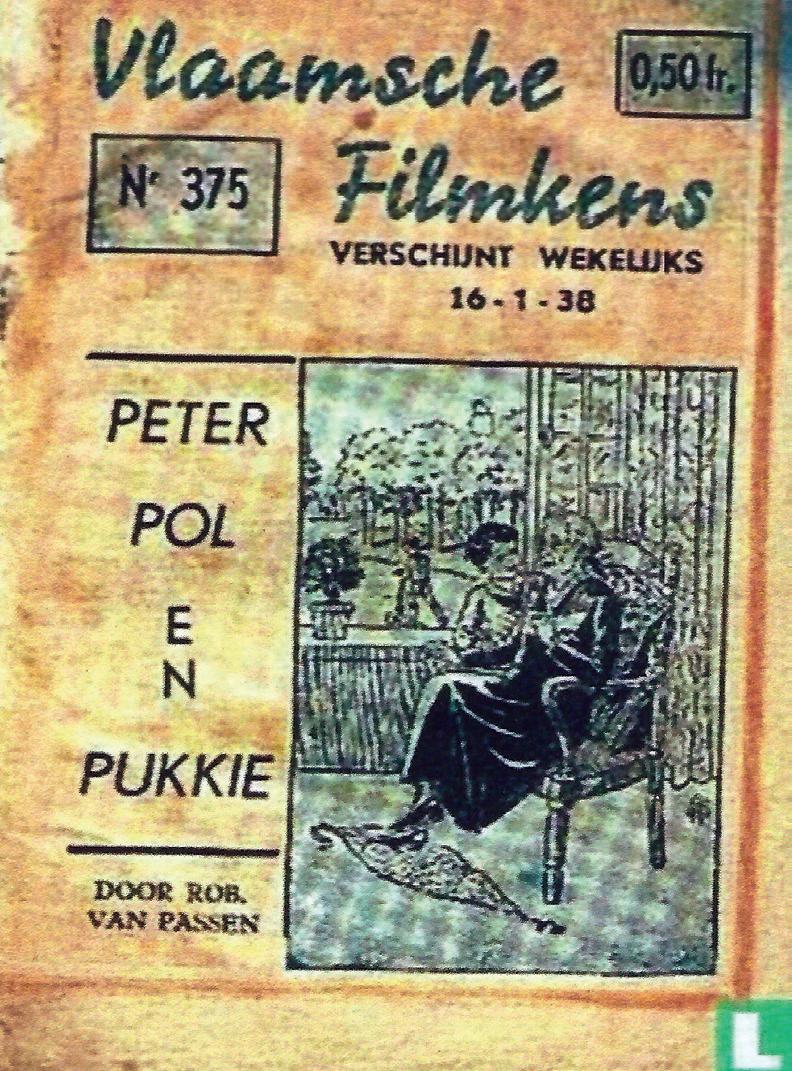 Vlaamsche
0,50 fr.
Nr 375
Filmkens
VERSCHIJNT WEKELIJKS
16-1-38
PETER
POL
E
N
PUKKIE
DOOR ROB.
VAN PASSEN
L